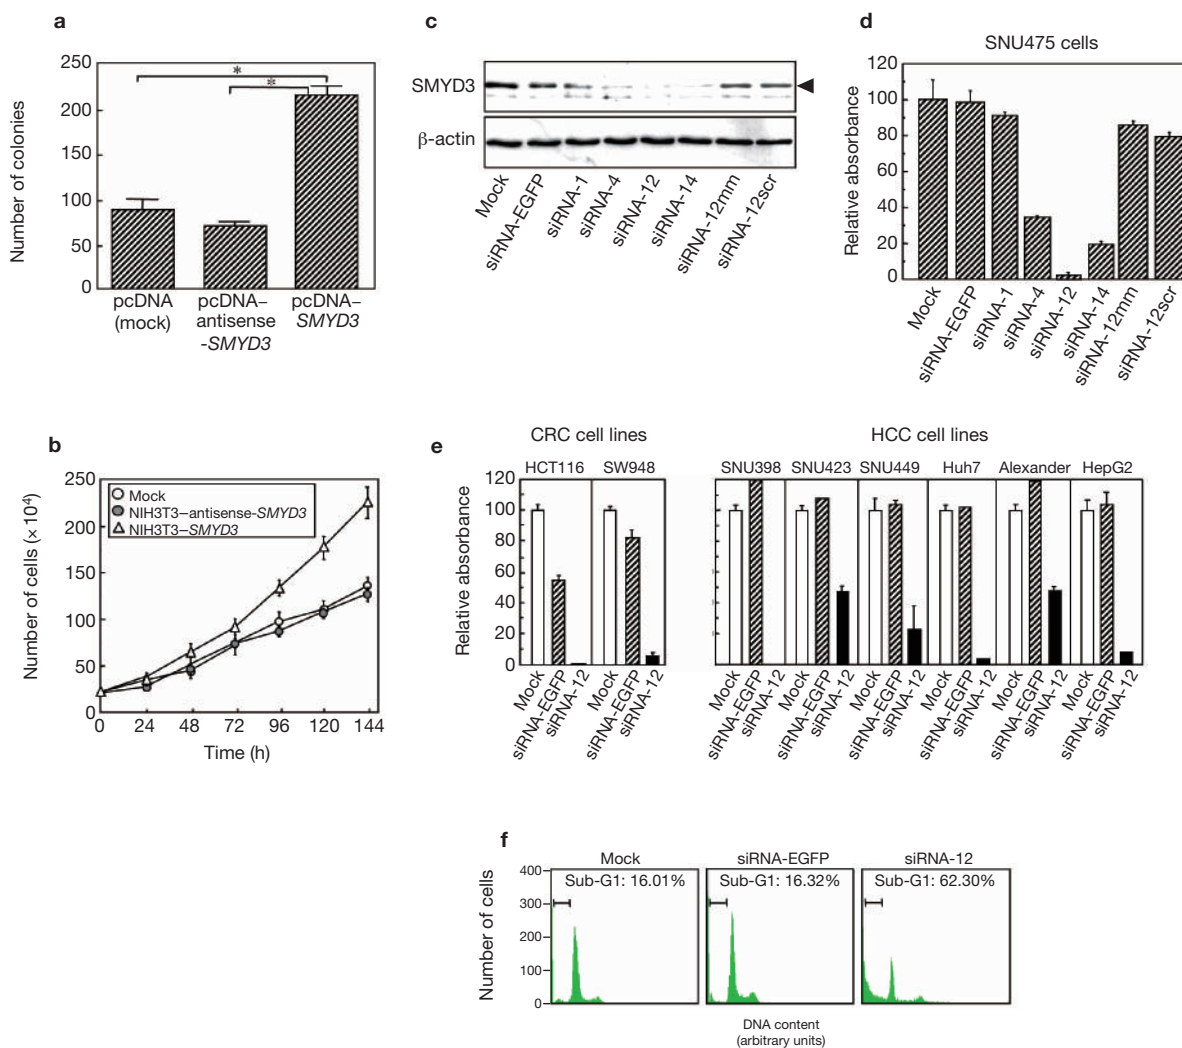 a
250
200
150
100
50
0
Number of colonies
*
*
pcDNA
(mock)
pcDNA–
antisense
-SMYD3
pcDNA–
SMYD3
b
250
200
150
100
50
0
Number of cells (× 10⁴)
Mock
NIH3T3–antisense-SMYD3
NIH3T3–SMYD3
0 24 48 72 96 120 144
Time (h)
c
SMYD3
β-actin
Mock
siRNA-EGFP
siRNA-1
siRNA-4
siRNA-12
siRNA-14
siRNA-12mm
siRNA-12scr
d
SNU475 cells
120
100
80
60
40
20
0
Relative absorbance
Mock
siRNA-EGFP
siRNA-1
siRNA-4
siRNA-12
siRNA-14
siRNA-12mm
siRNA-12scr
e
CRC cell lines
HCT116 SW948
120
100
80
60
40
20
0
Relative absorbance
Mock
siRNA-EGFP
siRNA-12
Mock
siRNA-EGFP
siRNA-12
HCC cell lines
SNU398 SNU423 SNU449 Huh7 Alexander HepG2
Mock
siRNA-EGFP
siRNA-12
Mock
siRNA-EGFP
siRNA-12
Mock
siRNA-EGFP
siRNA-12
Mock
siRNA-EGFP
siRNA-12
Mock
siRNA-EGFP
siRNA-12
Mock
siRNA-EGFP
siRNA-12
f
Mock siRNA-EGFP siRNA-12
400
300
200
100
0
Number of cells
Sub-G1: 16.01% Sub-G1: 16.32% Sub-G1: 62.30%
DNA content
(arbitrary units)